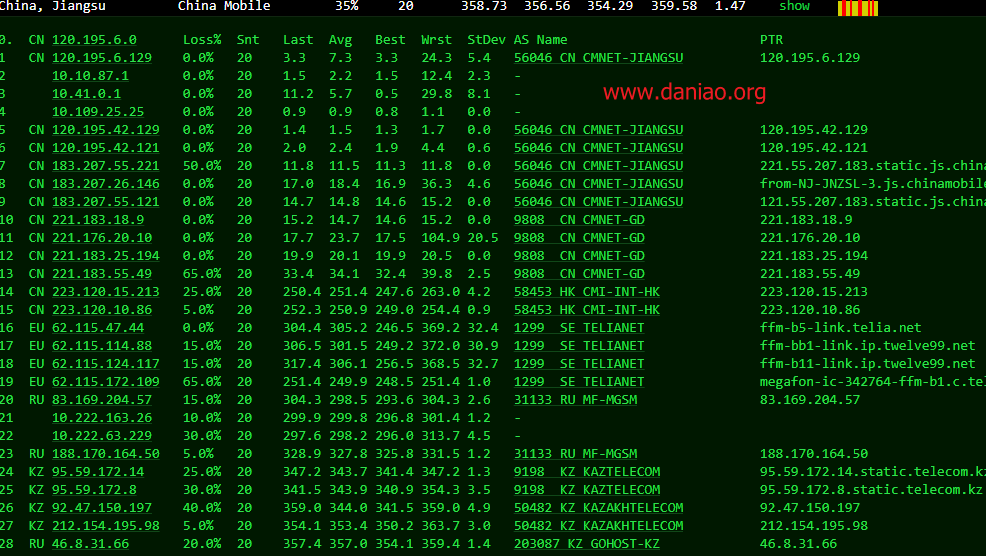 China, Jiangsu China Mobile 35% 20 358.73 356.56 354.29 359.58 1.47 show
0. CN 120.195.6.0 Loss% Snt Last Avg Best Wrst StDev AS Name PTR
1 CN 120.195.6.129 0.0% 20 3.3 7.3 3.3 24.3 5.4 56046 CN CMNET-JIANGSU 120.195.6.129
2 10.10.87.1 0.0% 20 1.5 2.2 1.5 12.4 2.3 -
3 10.41.0.1 0.0% 20 11.2 5.7 0.5 29.8 8.1 -
www.daniao.org
4 10.109.25.25 0.0% 20 0.9 0.9 0.8 1.1 0.0 -
5 CN 120.195.42.129 0.0% 20 1.4 1.5 1.3 1.7 0.0 56046 CN CMNET-JIANGSU 120.195.42.129
6 CN 120.195.42.121 0.0% 20 2.0 2.4 1.9 4.4 0.6 56046 CN CMNET-JIANGSU 120.195.42.121
7 CN 183.207.55.221 50.0% 20 11.8 11.5 11.3 11.8 0.0 56046 CN CMNET-JIANGSU 221.55.207.183.static.js.china
8 CN 183.207.26.146 0.0% 20 17.0 18.4 16.9 36.3 4.6 56046 CN CMNET-JIANGSU from-NJ-JNZSL-3.js.chinamobile
9 CN 183.207.55.121 0.0% 20 14.7 14.8 14.6 15.2 0.0 56046 CN CMNET-JIANGSU 121.55.207.183.static.js.china
10 CN 221.183.18.9 0.0% 20 15.2 14.7 14.6 15.2 0.0 9808 CN CMNET-GD 221.183.18.9
11 CN 221.176.20.10 0.0% 20 17.7 23.7 17.5 104.9 20.5 9808 CN CMNET-GD 221.176.20.10
12 CN 221.183.25.194 0.0% 20 19.9 20.1 19.9 20.5 0.0 9808 CN CMNET-GD 221.183.25.194
13 CN 221.183.55.49 65.0% 20 33.4 34.1 32.4 39.8 2.5 9808 CN CMNET-GD 221.183.55.49
14 CN 223.120.15.213 25.0% 20 250.4 251.4 247.6 263.0 4.2 58453 HK CMI-INT-HK 223.120.15.213
15 CN 223.120.10.86 5.0% 20 252.3 250.9 249.0 254.4 0.9 58453 HK CMI-INT-HK 223.120.10.86
16 EU 62.115.47.44 0.0% 20 304.4 305.2 246.5 369.2 32.4 1299 SE TELIANET ffm-b5-link.telia.net
17 EU 62.115.114.88 15.0% 20 306.5 301.5 249.2 372.0 30.9 1299 SE TELIANET ffm-bb1-link.ip.twelve99.net
18 EU 62.115.124.117 15.0% 20 317.4 306.1 256.5 368.5 32.7 1299 SE TELIANET ffm-b11-link.ip.twelve99.net
19 EU 62.115.172.109 65.0% 20 251.4 249.9 248.5 251.4 1.0 1299 SE TELIANET megafon-ic-342764-ffm-b1.c.tel
20 RU 83.169.204.57 15.0% 20 304.3 298.5 293.6 304.3 2.6 31133 RU MF-MGSM 83.169.204.57
21 10.222.163.26 10.0% 20 299.9 299.8 296.8 301.4 1.2 -
22 10.222.63.229 30.0% 20 297.6 298.2 296.0 313.7 4.5 -
23 RU 188.170.164.50 5.0% 20 328.9 327.8 325.8 331.5 1.2 31133 RU MF-MGSM 188.170.164.50
24 KZ 95.59.172.14 25.0% 20 347.2 343.7 341.4 347.2 1.3 9198 KZ KAZTELECOM 95.59.172.14.static.telecom.k
25 KZ 95.59.172.8 30.0% 20 341.5 343.9 340.9 354.3 3.5 9198 KZ KAZTELECOM 95.59.172.8.static.telecom.kz
26 KZ 92.47.150.197 40.0% 20 359.0 344.0 341.5 359.0 4.9 50482 KZ KAZAKHTELECOM 92.47.150.197
27 KZ 212.154.195.98 5.0% 20 354.1 353.4 350.2 363.7 3.0 50482 KZ KAZAKHTELECOM 212.154.195.98
28 RU 46.8.31.66 20.0% 20 357.4 357.1 354.1 359.4 1.4 203087 KZ GOHOST-KZ 46.8.31.66